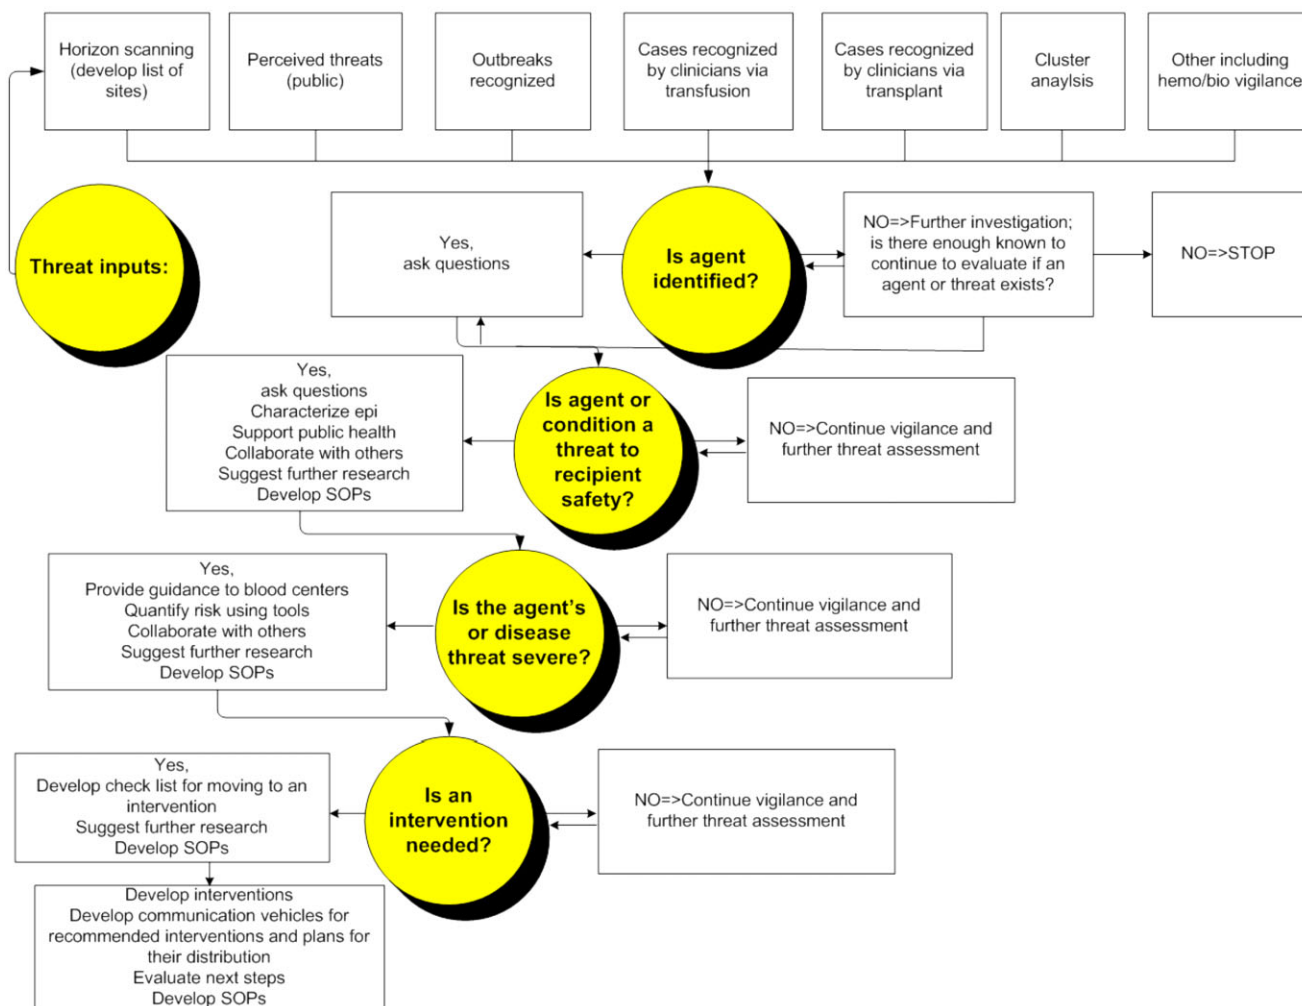 Horizon scanning
(develop list of
sites)
Perceived threats
(public)
Outbreaks
recognized
Cases recognized
by clinicians via
transfusion
Cases recognized
by clinicians via
transplant
Cluster
anaylsis
Other including
hemo/bio vigilance
Threat inputs:
Yes,
ask questions
Is agent
identified?
NO=>Further investigation;
is there enough known to
continue to evaluate if an
agent or threat exists?
NO=>STOP
Yes,
ask questions
Characterize epi
Support public health
Collaborate with others
Suggest further research
Develop SOPs
Is agent or
condition a
threat to
recipient
safety?
NO=>Continue vigilance and
further threat assessment
Yes,
Provide guidance to blood centers
Quantify risk using tools
Collaborate with others
Suggest further research
Develop SOPs
Is the agent's
or disease
threat severe?
NO=>Continue vigilance and
further threat assessment
Yes,
Develop check list for moving to an
intervention
Suggest further research
Develop SOPs
Is an
intervention
needed?
NO=>Continue vigilance and
further threat assessment
Develop interventions
Develop communication vehicles for
recommended interventions and plans for
their distribution
Evaluate next steps
Develop SOPs